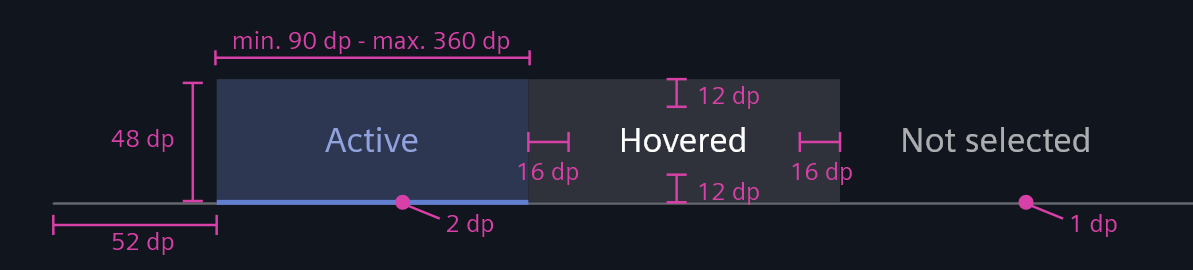 min. 90 dp - max. 360 dp
12 dp
48 dp
Active
Hovered
Not selected
16 dp
16 dp
12 dp
2 dp
1 dp
52 dp